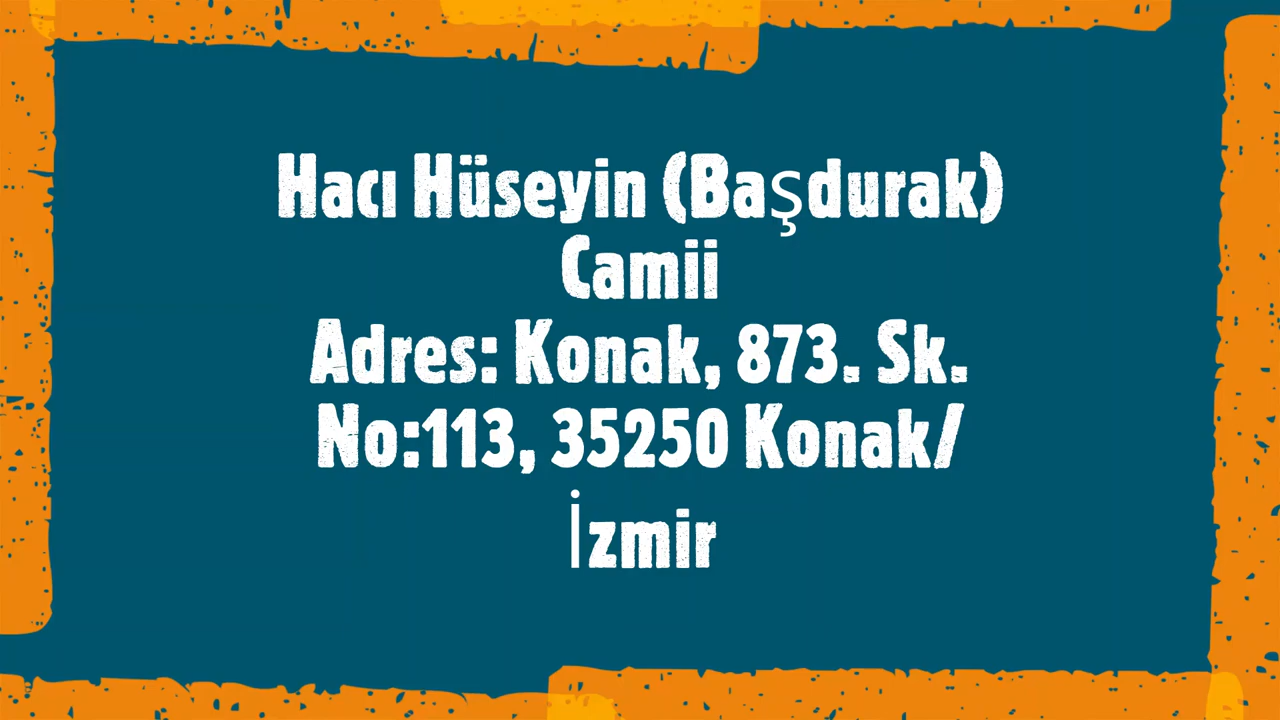 Hacı Hüseyin (Başdurak)
Camii
Adres: Konak, 873. Sk.
No:113, 35250 Konak/
İzmir